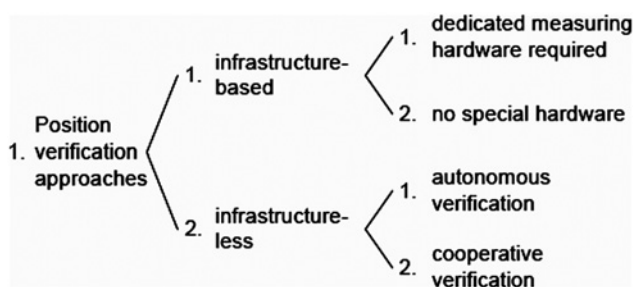 1. Position
verification
approaches
1. infrastructure-
based
1. dedicated measuring
hardware required
2. no special hardware
2. infrastructure-
less
1. autonomous
verification
2. cooperative
verification